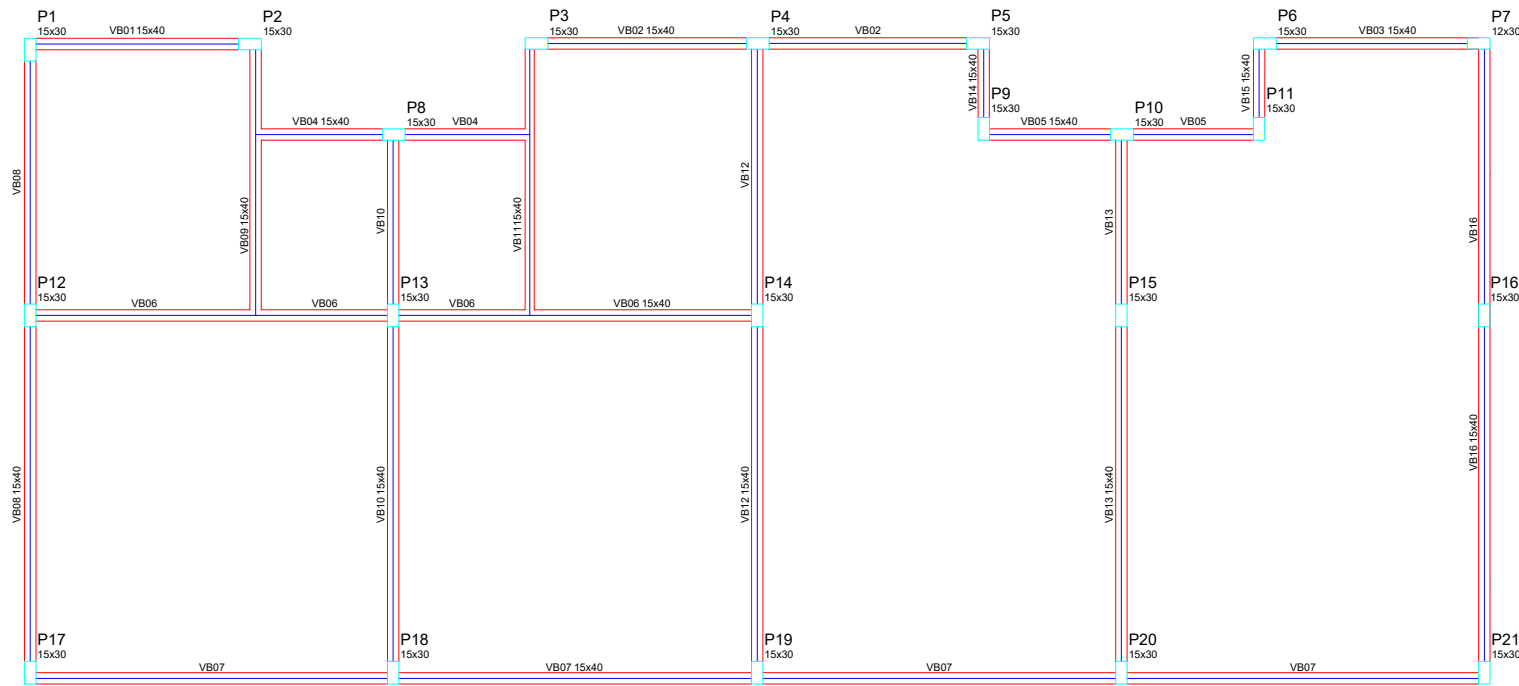 P1
15x30
VB01 15x40
P2
15x30
P3
15x30
VB02 15x40
P4
15x30
VB02
P5
15x30
P6
15x30
VB03 15x40
P7
12x30
VB14 15x40
VB15 15x40
P8
15x30
VB04 15x40
VB04
P9
15x30
VB05 15x40
P10
15x30
VB05
P11
15x30
VB08
VB09 15x40
VB10
VB11 15x40
VB12
VB13
VB16
P12
15x30
VB06
VB06
P13
15x30
VB06
VB06 15x40
P14
15x30
P15
15x30
P16
15x30
VB08 15x40
VB10 15x40
VB12 15x40
VB13 15x40
VB16 15x40
P17
15x30
VB07
P18
15x30
VB07 15x40
P19
15x30
VB07
P20
15x30
VB07
P21
15x30